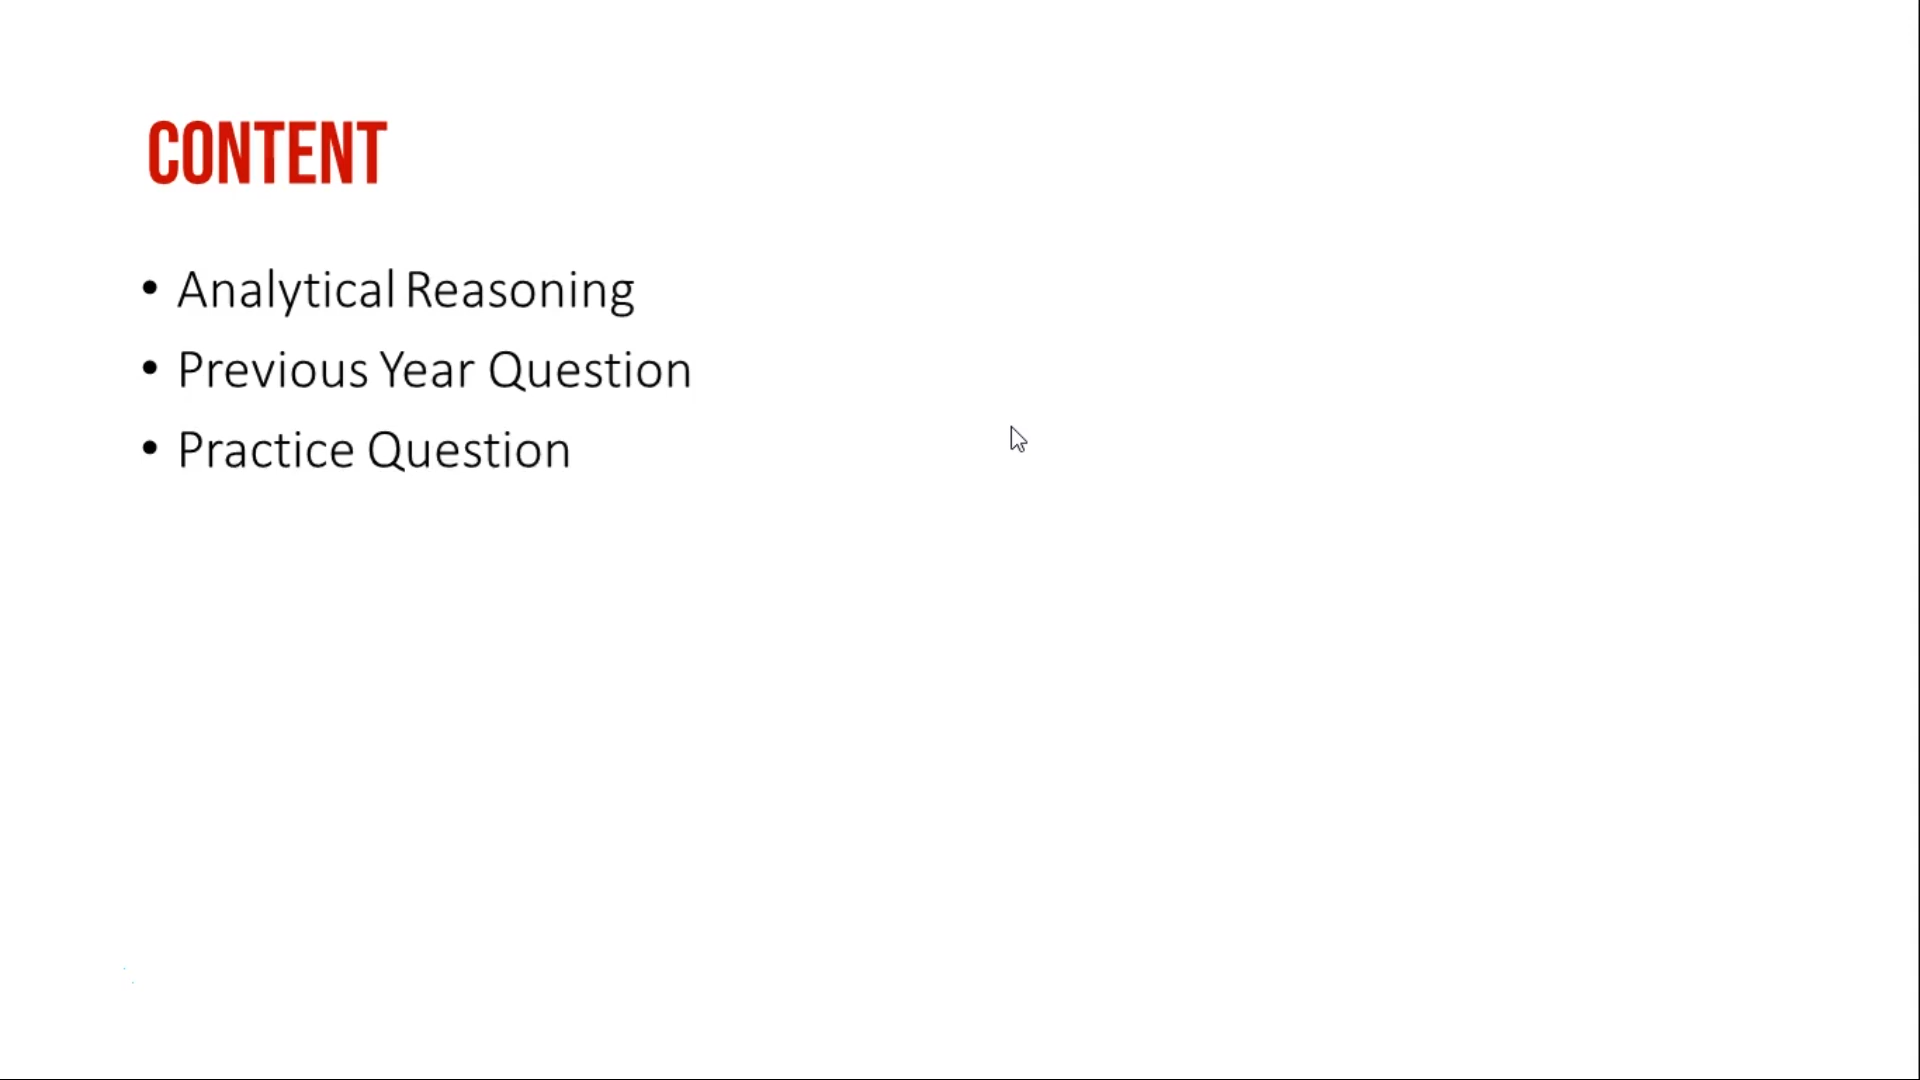 CONTENT
• Analytical Reasoning
• Previous Year Question
• Practice Question